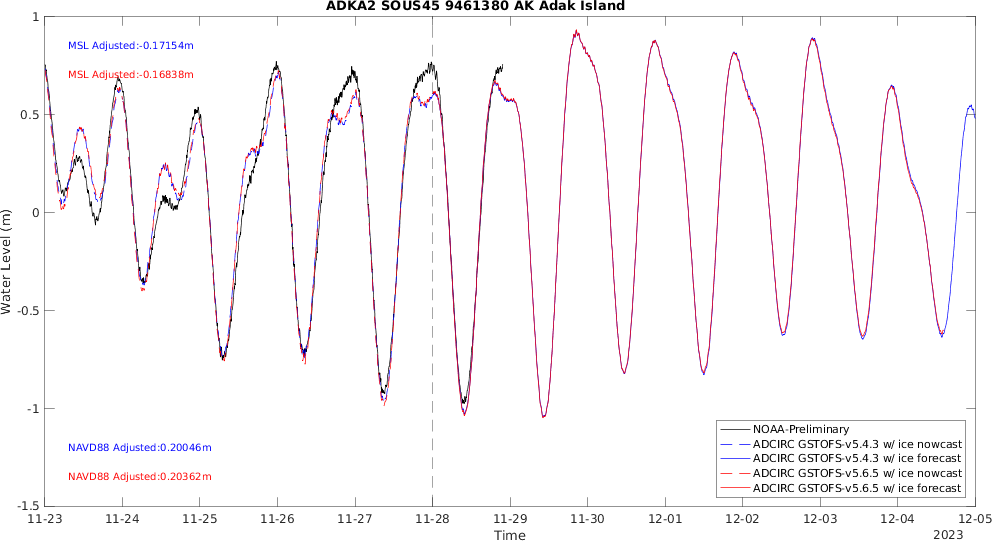 ADKA2 SOUS45 9461380 AK Adak Island
1
0.5
0
-0.5
-1
-1.5
Water Level (m)
MSL Adjusted:-0.17154m
MSL Adjusted:-0.16838m
NAVD88 Adjusted:0.20046m
NAVD88 Adjusted:0.20362m
NOAA-Preliminary
ADCIRC GSTOFS-v5.4.3 w/ ice nowcast
ADCIRC GSTOFS-v5.4.3 w/ ice forecast
ADCIRC GSTOFS-v5.6.5 w/ ice nowcast
ADCIRC GSTOFS-v5.6.5 w/ ice forecast
11-23 11-24 11-25 11-26 11-27 11-28 11-29 11-30 12-01 12-02 12-03 12-04 12-05
Time
2023